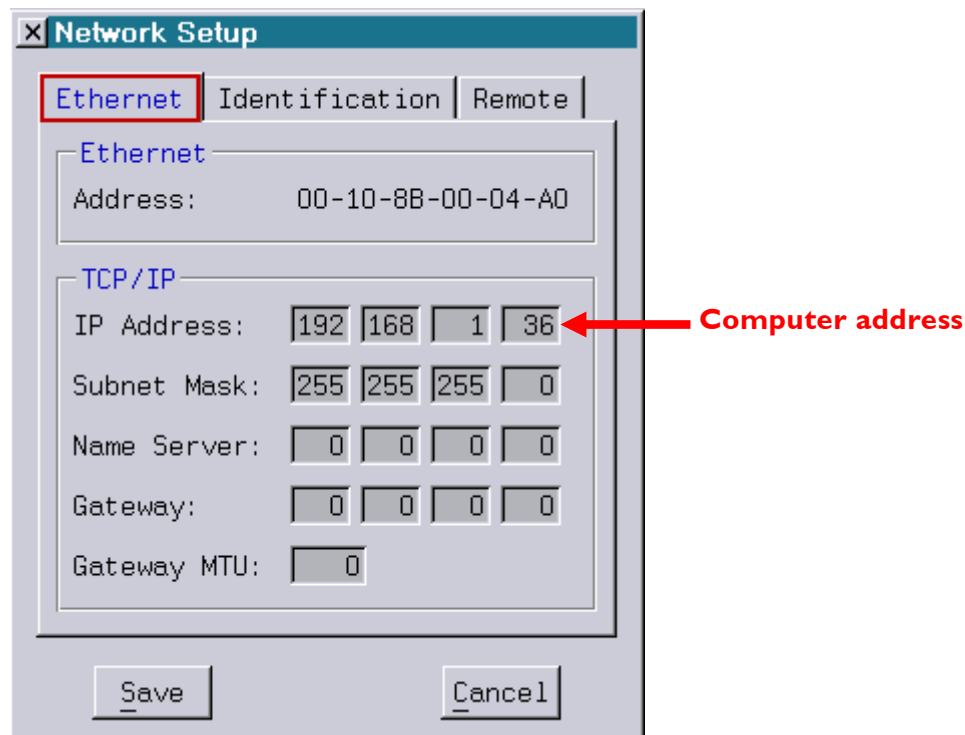 Network Setup
Ethernet Identification Remote
Ethernet
Address: 00-10-8B-00-04-A0
TCP/IP
IP Address: 192 168 1 36 Computer address
Subnet Mask: 255 255 255 0
Name Server: 0 0 0 0
Gateway: 0 0 0 0
Gateway MTU: 0
Save Cancel